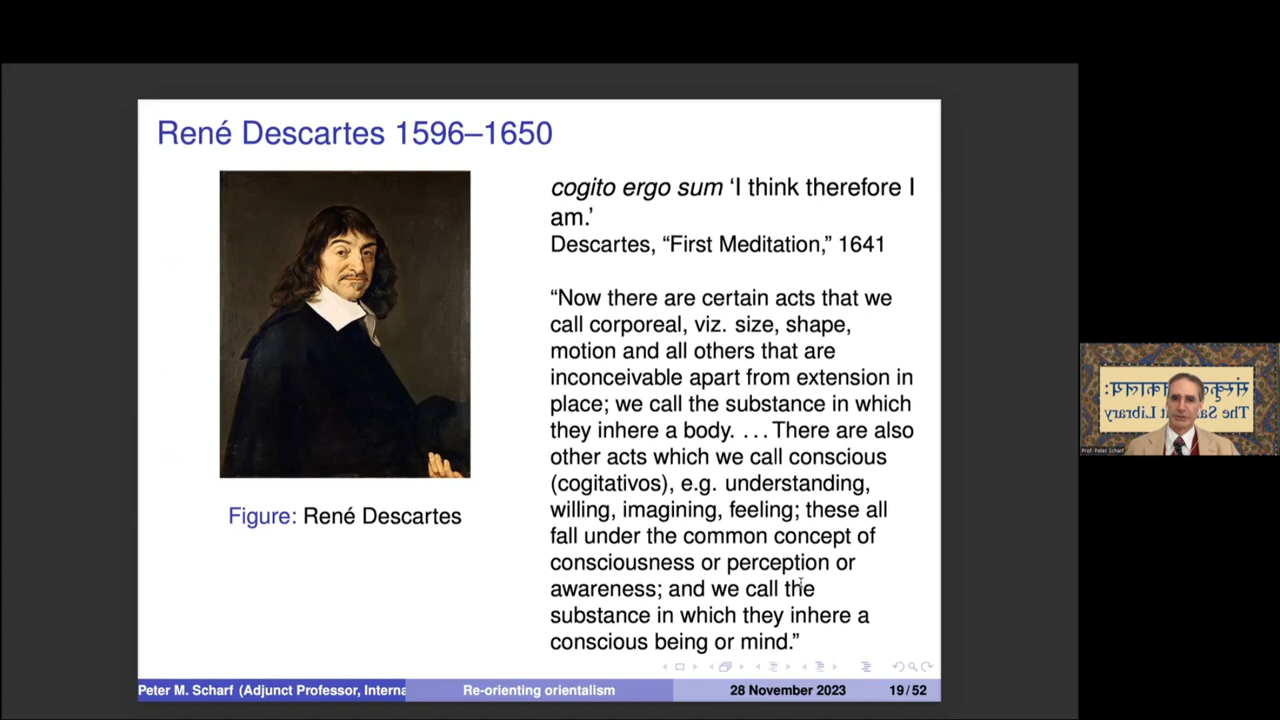 René Descartes 1596–1650
cogito ergo sum ‘I think therefore I
am.’
Descartes, “First Meditation,” 1641
“Now there are certain acts that we
call corporeal, viz. size, shape,
motion and all others that are
inconceivable apart from extension in
place; we call the substance in which
they inhere a body. . . . There are also
other acts which we call conscious
(cogitativos), e.g. understanding,
willing, imagining, feeling; these all
fall under the common concept of
consciousness or perception or
awareness; and we call the
substance in which they inhere a
conscious being or mind.”
Figure: René Descartes
Peter M. Scharf (Adjunct Professor, Interna
Re-orienting orientalism
28 November 2023
19/52
The Sa t Library
Prof. Peter Scharf